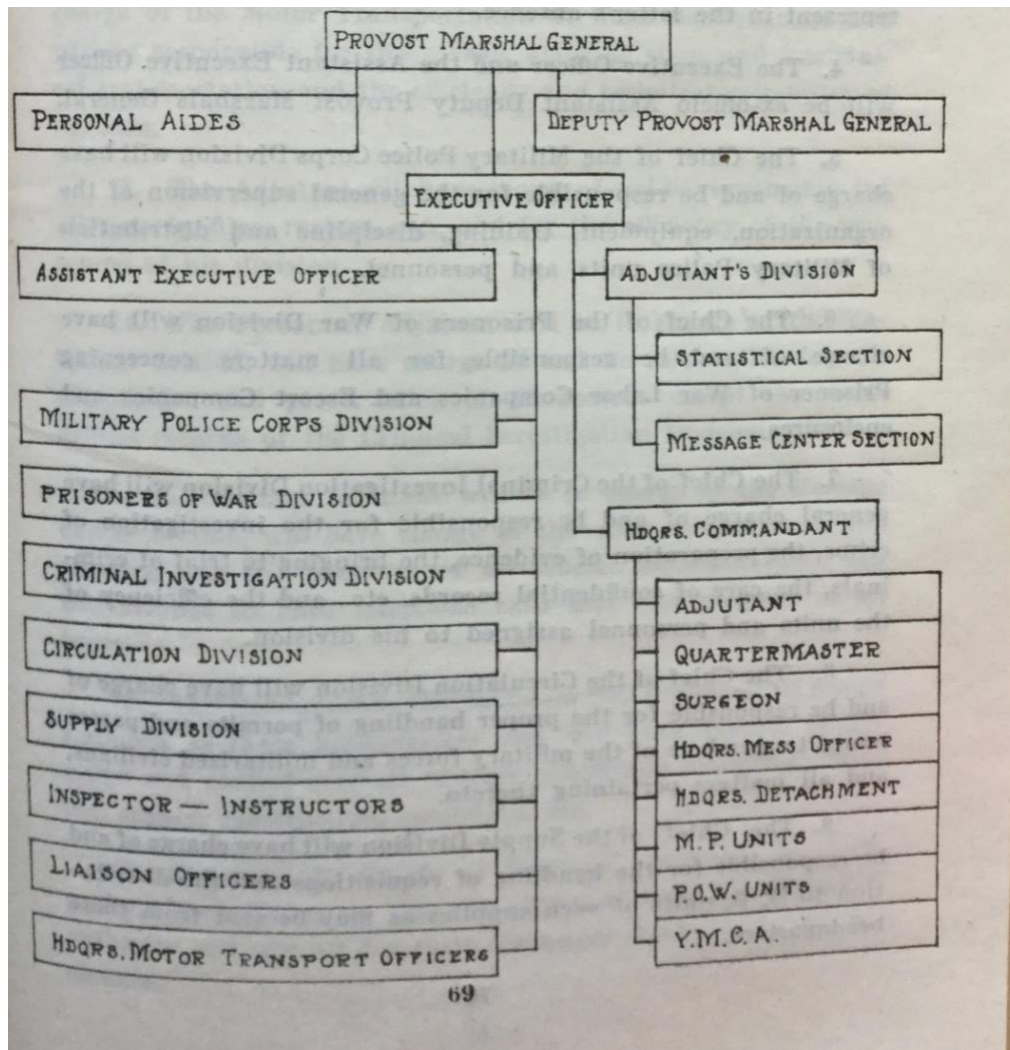 PROVOST MARSHAL GENERAL
PERSONAL AIDES
DEPUTY PROVOST MARSHAL GENERAL
EXECUTIVE OFFICER
ASSISTANT EXECUTIVE OFFICER
ADJUTANT'S DIVISION
STATISTICAL SECTION
MESSAGE CENTER SECTION
MILITARY POLICE CORPS DIVISION
PRISONERS OF WAR DIVISION
CRIMINAL INVESTIGATION DIVISION
CIRCULATION DIVISION
SUPPLY DIVISION
INSPECTOR — INSTRUCTORS
LIAISON OFFICERS
HDQRS. MOTOR TRANSPORT OFFICERS
HDQRS. COMMANDANT
ADJUTANT
QUARTERMASTER
SURGEON
HDQRS. MESS OFFICER
HDQRS. DETACHMENT
M.P. UNITS
P.O.W. UNITS
Y.M.C.A.
69